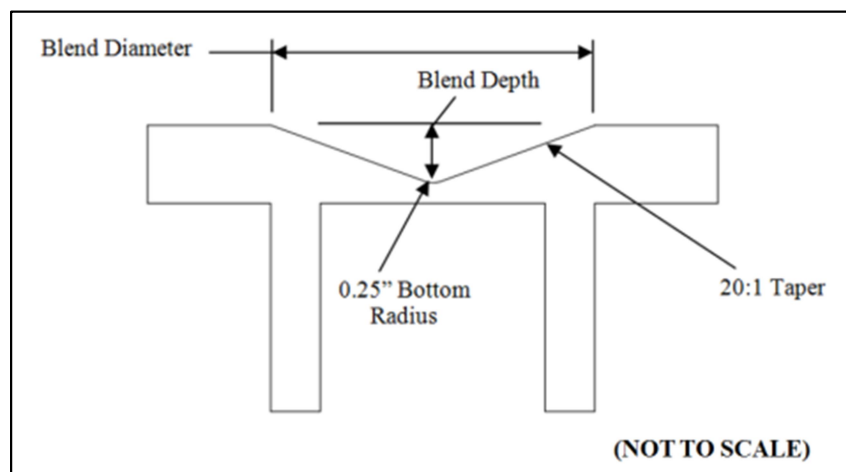 Blend Diameter
Blend Depth
0.25” Bottom
Radius
20:1 Taper
(NOT TO SCALE)